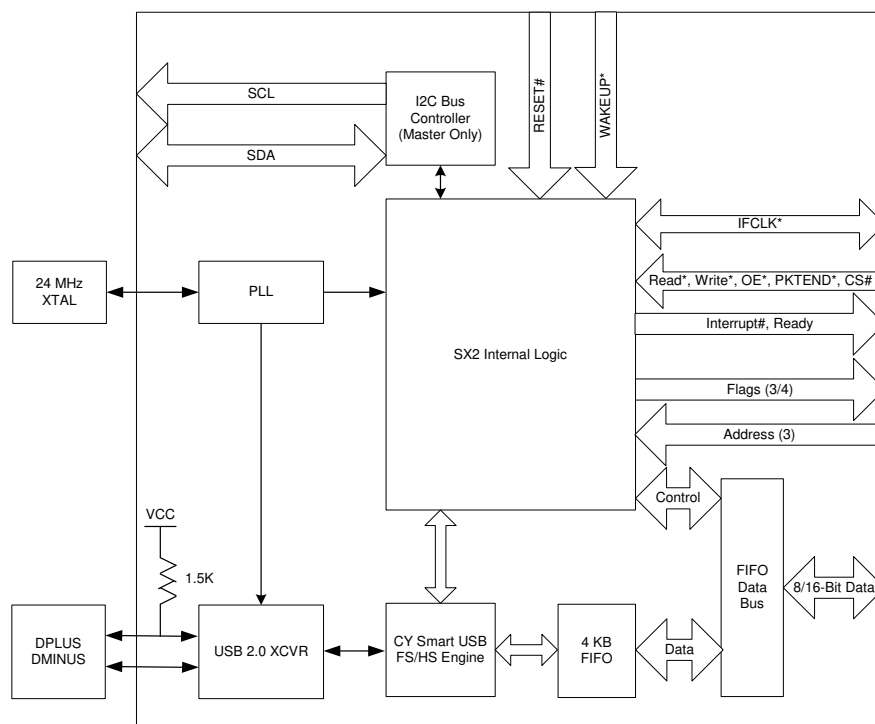 SCL
I2C Bus
Controller
(Master Only)
SDA
RESET#
WAKEUP*
IFCLK*
24 MHz
XTAL
PLL
Read*, Write*, OE*, PKTEND*, CS#
Interrupt#, Ready
SX2 Internal Logic
Flags (3/4)
Address (3)
Control
VCC
1.5K
FIFO
Data
Bus
8/16-Bit Data
DPLUS
DMINUS
USB 2.0 XCVR
CY Smart USB
FS/HS Engine
4 KB
FIFO
Data